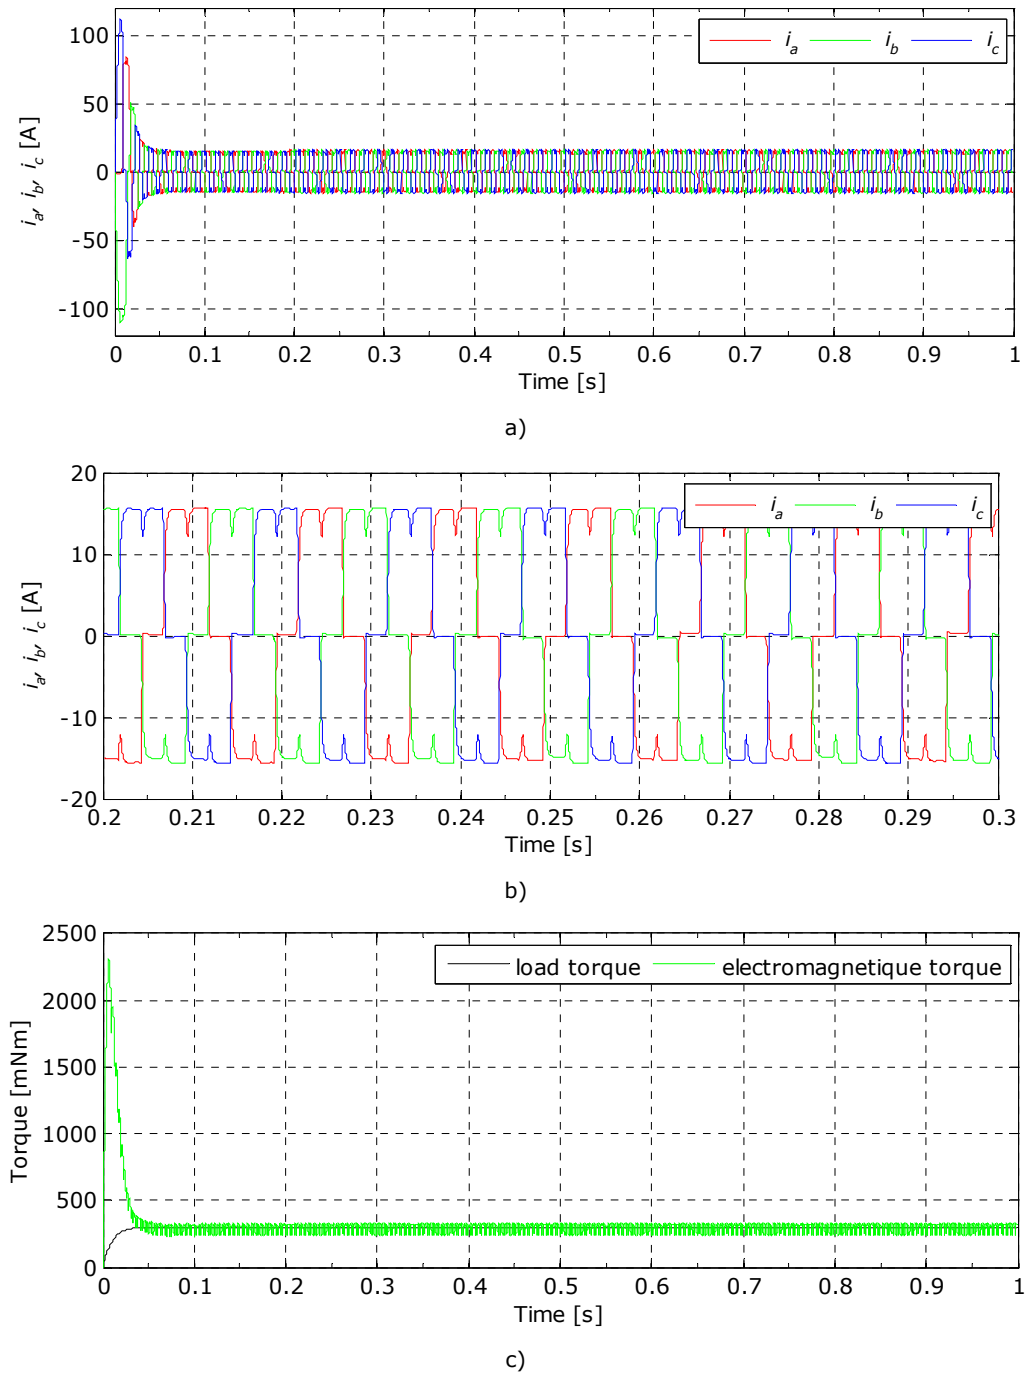 100
50
0
-50
-100
i_a, i_b, i_c [A]
i_a i_b i_c
0 0.1 0.2 0.3 0.4 0.5 0.6 0.7 0.8 0.9 1
Time [s]
a)
20
10
0
-10
-20
i_a, i_b, i_c [A]
i_a i_b i_c
0.2 0.21 0.22 0.23 0.24 0.25 0.26 0.27 0.28 0.29 0.3
Time [s]
b)
2500
2000
1500
1000
500
0
Torque [mNm]
load torque electromagnetique torque
0 0.1 0.2 0.3 0.4 0.5 0.6 0.7 0.8 0.9 1
Time [s]
c)